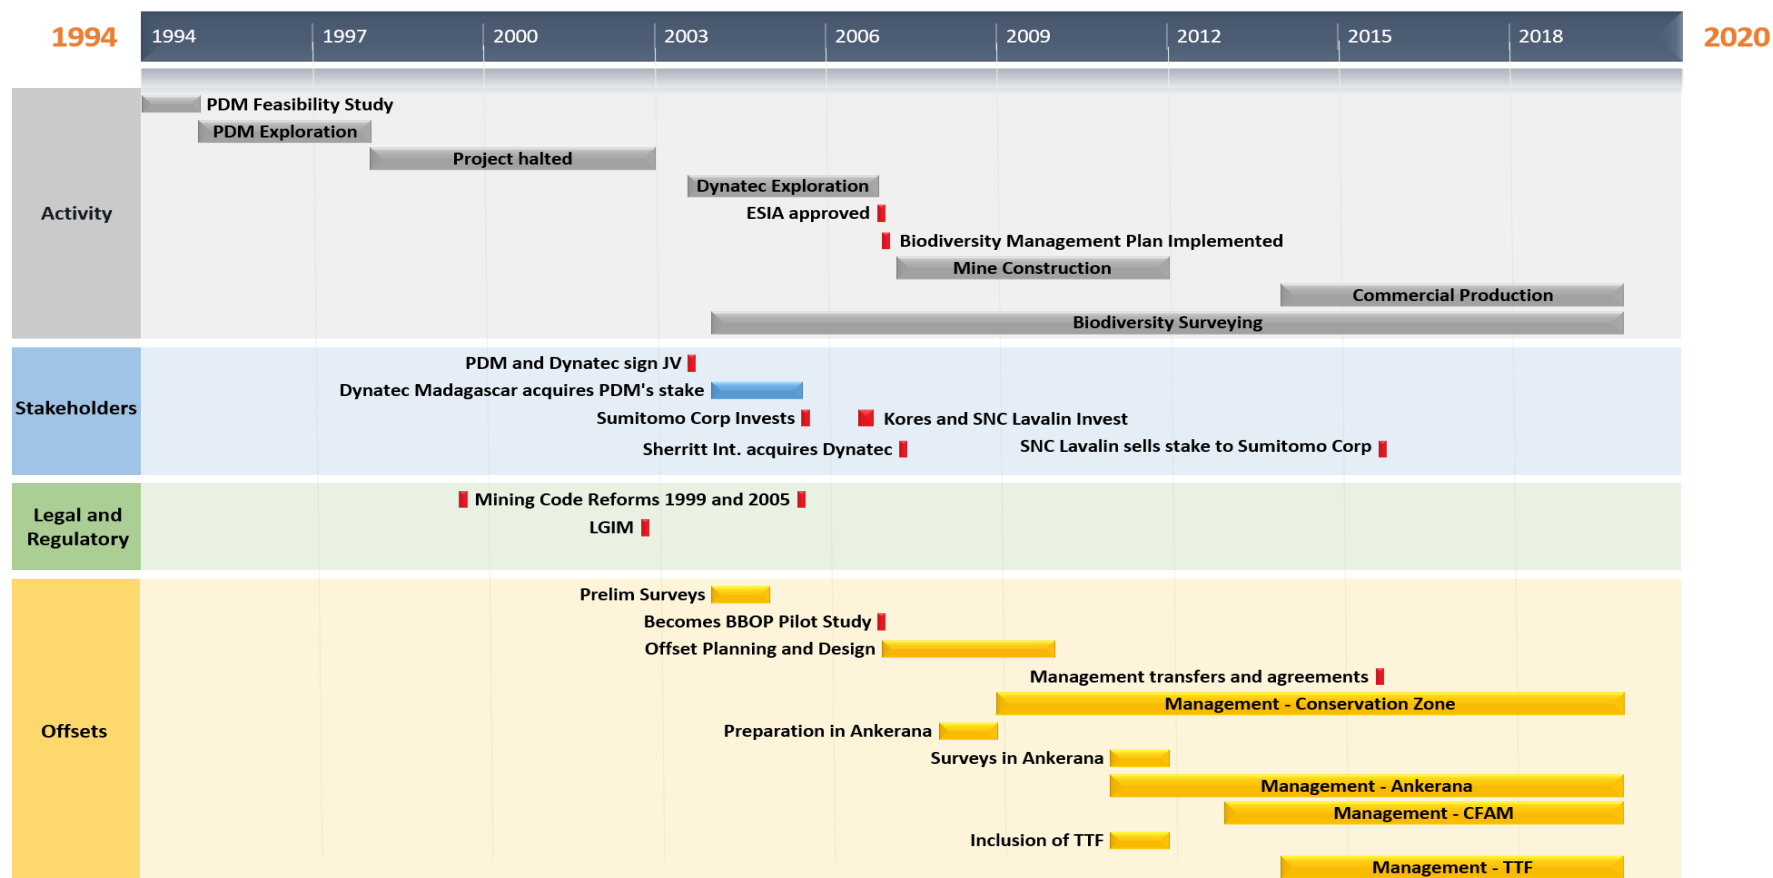 1994
1994 1997 2000 2003 2006 2009 2012 2015 2018
2020
Activity
PDM Feasibility Study
PDM Exploration
Project halted
Dynatec Exploration
ESIA approved
Biodiversity Management Plan Implemented
Mine Construction
Commercial Production
Biodiversity Surveying
Stakeholders
PDM and Dynatec sign JV
Dynatec Madagascar acquires PDM's stake
Sumitomo Corp Invests
Kores and SNC Lavalin Invest
Sherritt Int. acquires Dynatec
SNC Lavalin sells stake to Sumitomo Corp
Legal and
Regulatory
Mining Code Reforms 1999 and 2005
LGIM
Offsets
Prelim Surveys
Becomes BBOP Pilot Study
Offset Planning and Design
Management transfers and agreements
Management - Conservation Zone
Preparation in Ankerana
Surveys in Ankerana
Management - Ankerana
Management - CFAM
Inclusion of TTF
Management - TTF